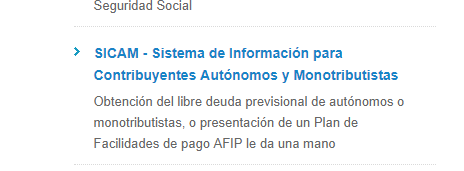 Seguridad Social
SICAM - Sistema de Información para
Contribuyentes Autónomos y Monotributistas
Obtención del libre deuda previsional de autónomos o
monotributistas, o presentación de un Plan de
Facilidades de pago AFIP le da una mano